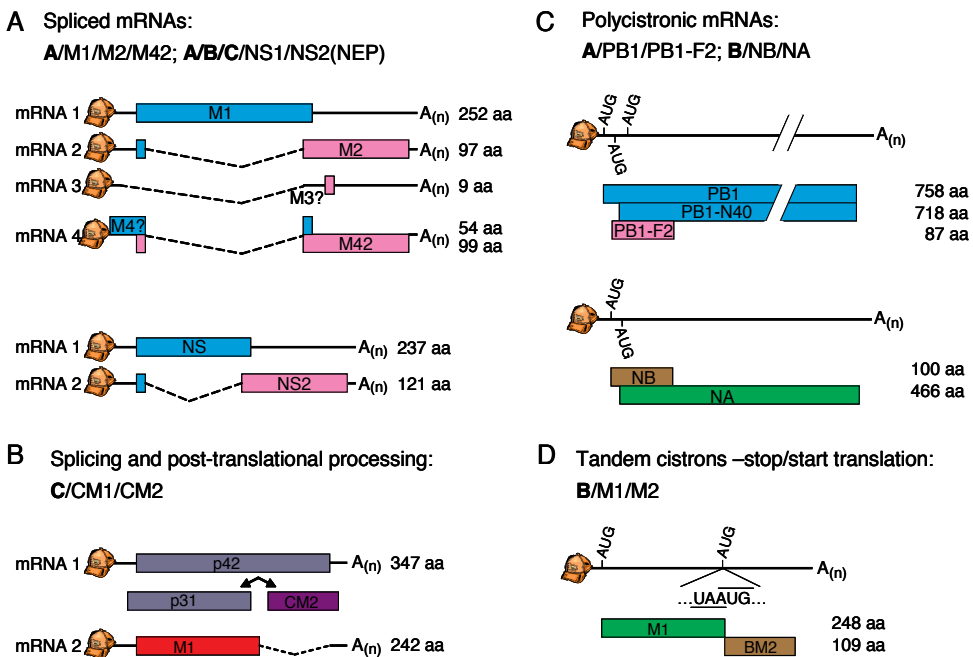 A Spliced mRNAs:
A/M1/M2/M42; A/B/C/NS1/NS2(NEP)
mRNA 1 M1 A(n) 252 aa
mRNA 2 M2 A(n) 97 aa
mRNA 3 M3? A(n) 9 aa
mRNA 4 M4? M42 A(n) 54 aa
99 aa
mRNA 1 NS A(n) 237 aa
mRNA 2 NS2 A(n) 121 aa
B Splicing and post-translational processing:
C/CM1/CM2
mRNA 1 p42 A(n) 347 aa
p31 CM2
mRNA 2 M1 A(n) 242 aa
C Polycistronic mRNAs:
A/PB1/PB1-F2; B/NB/NA
AUG AUG
A(n)
AUG
PB1 758 aa
PB1-N40 718 aa
PB1-F2 87 aa
AUG
A(n)
AUG
NB 100 aa
NA 466 aa
D Tandem cistrons –stop/start translation:
B/M1/M2
AUG AUG
A(n)
...UAAUG...
M1 248 aa
BM2 109 aa